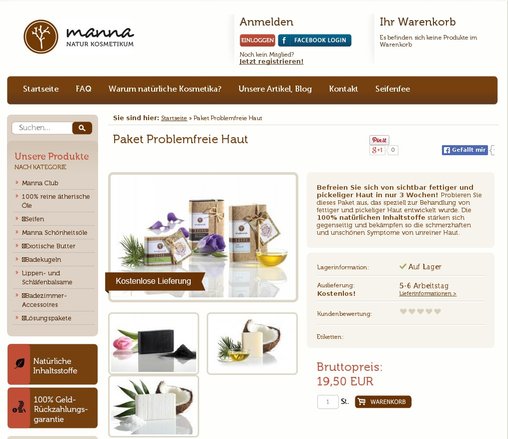 manna
NATUR KOSMETIKUM
Anmelden
EINLOGGEN
FACEBOOK LOGIN
Noch kein Mitglied?
Jetzt registrieren!
Ihr Warenkorb
Es befinden sich keine Produkte im Warenkorb
Startseite
FAQ
Warum natürliche Kosmetika?
Unsere Artikel, Blog
Kontakt
Seifenfee
Suchen...
Sie sind hier: Startseite » Paket Problemfreie Haut
Unsere Produkte
NACH KATEGORIE
Manna Club
100% reine ätherische Öle
Seifen
Manna Schönheitsöle
Exotische Butter
Badekugeln
Lippen- und Schläfenbalsame
Badezimmer-Accessoires
Lösungspakete
Natürliche Inhaltsstoffe
100% Geld-Rückzahlungs-garantie
Paket Problemfreie Haut
Pinit
g+1
0
Gefällt mir
Kostenlose Lieferung
Befreien Sie sich von sichtbar fettiger und pickeliger Haut in nur 3 Wochen! Probieren Sie dieses Paket aus, das speziell zur Behandlung von fettiger und pickeliger Haut entwickelt wurde. Die 100% natürlichen Inhaltsstoffe stärken sich gegenseitig und bekämpfen so die schmerzhaften und unschönen Symptome von unreiner Haut.
Lagerinformation:
Auf Lager
Auslieferung:
Kostenlos!
5-6 Arbeitstag
Lieferinformationen >
Kundenbewertung:
Etiketten:
Bruttopreis:
19,50 EUR
1
St.
WARENKORB